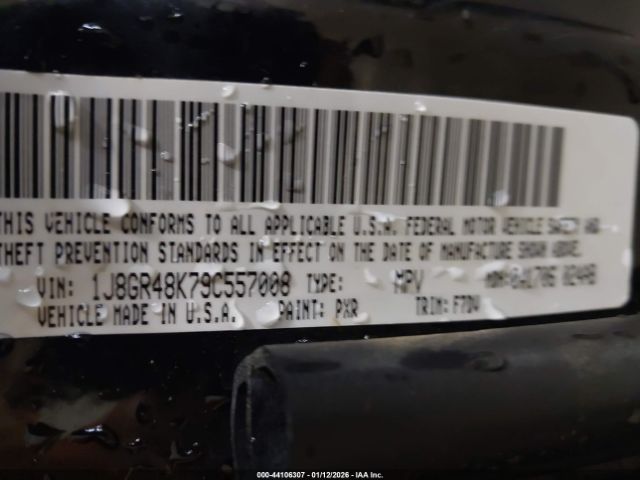 THIS VEHICLE CONFORMS TO ALL APPLICABLE U.S.A. FEDERAL MOTOR VEHICLE SAFETY AND
THEFT PREVENTION STANDARDS IN EFFECT ON THE DATE OF MANUFACTURE SHOWN ABOVE.
VIN: 1J8GR48K79C557008 TYPE: MPV MDH:
VEHICLE MADE IN U.S.A. PAINT: PXR TRIM: F7DV
000-44106307 - 01/12/2026 - IAA Inc.